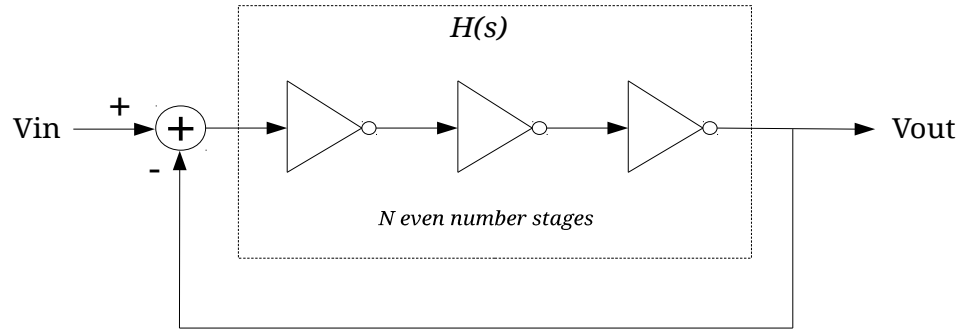 H(s)
+
Vin
+
Vout
-
N even number stages